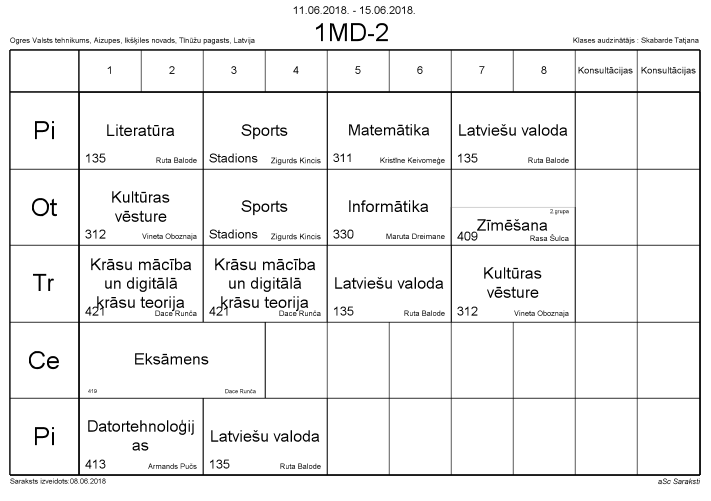 11.06.2018. - 15.06.2018.
Ogres Valsts tehnikums, Aizupes, Ikšķiles novads, Tīnūžu pagasts, Latvija
1MD-2
Klases audzinātājs : Skabarde Tatjana
1 2 3 4 5 6 7 8 Konsultācijas Konsultācijas
Pi
Literatūra
135 Ruta Balode
Sports
Stadions Zigurds Kincis
Matemātika
311 Kristīne Keivomeģe
Latviešu valoda
135 Ruta Balode
Ot
Kultūras
vēsture
312 Vineta Oboznaja
Sports
Stadions Zigurds Kincis
Informātika
330 Maruta Dreimane
2.grupa
Zīmēšana
409 Rasa Šulca
Tr
Krāsu mācība
un digitālā
krāsu teorija
421 Dace Runča
Krāsu mācība
un digitālā
krāsu teorija
421 Dace Runča
Latviešu valoda
135 Ruta Balode
Kultūras
vēsture
312 Vineta Oboznaja
Ce
Eksāmens
419 Dace Runča
Pi
Datortehnoloģij
as
413 Armands Pučs
Latviešu valoda
135 Ruta Balode
Saraksts izveidots:08.06.2018
aSc Saraksti